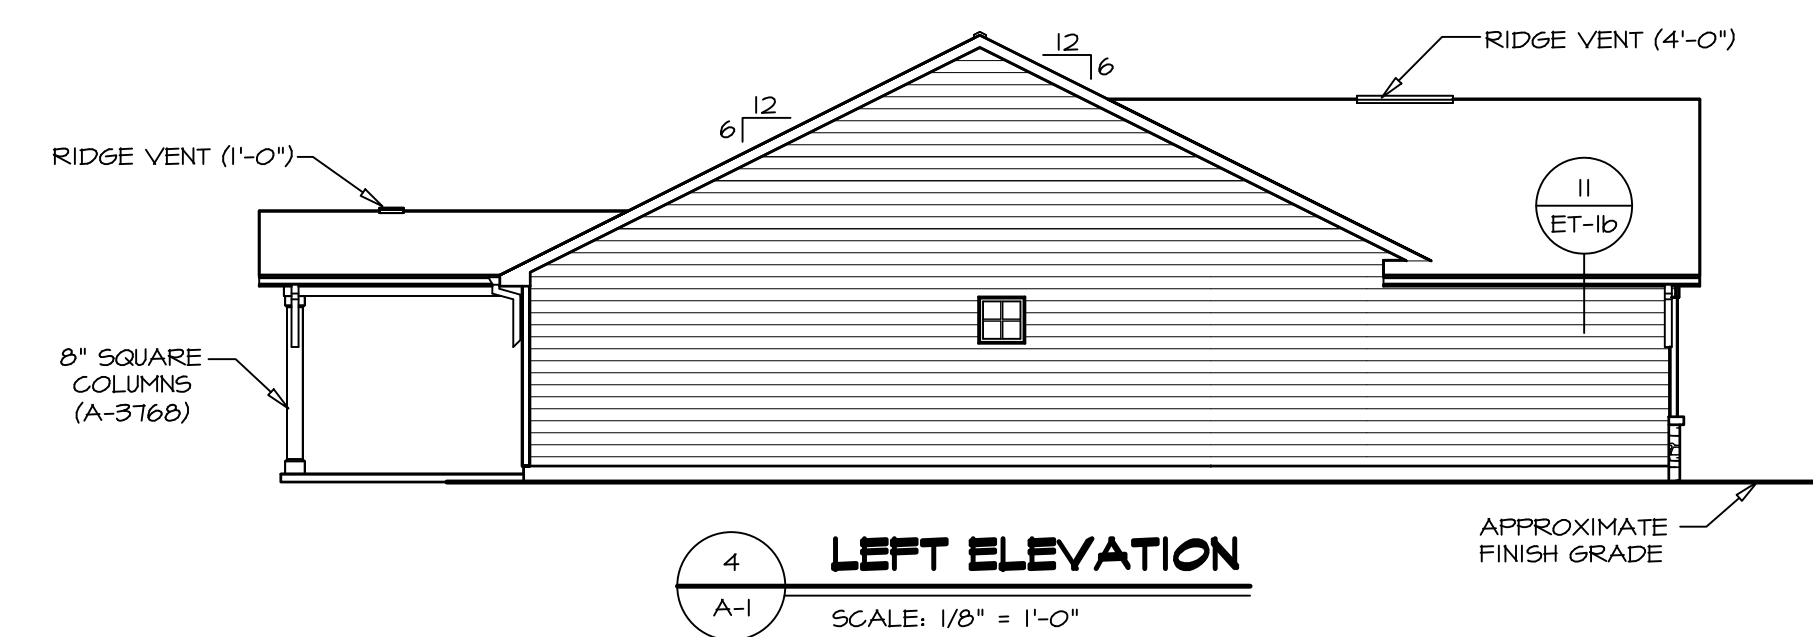 12
6
RIDGE VENT (4'-0")
12
6
RIDGE VENT (1'-0")
11
ET-1b
8" SQUARE
COLUMNS
(A-3768)
APPROXIMATE
FINISH GRADE
4
A-1
LEFT ELEVATION
SCALE: 1/8" = 1'-0"